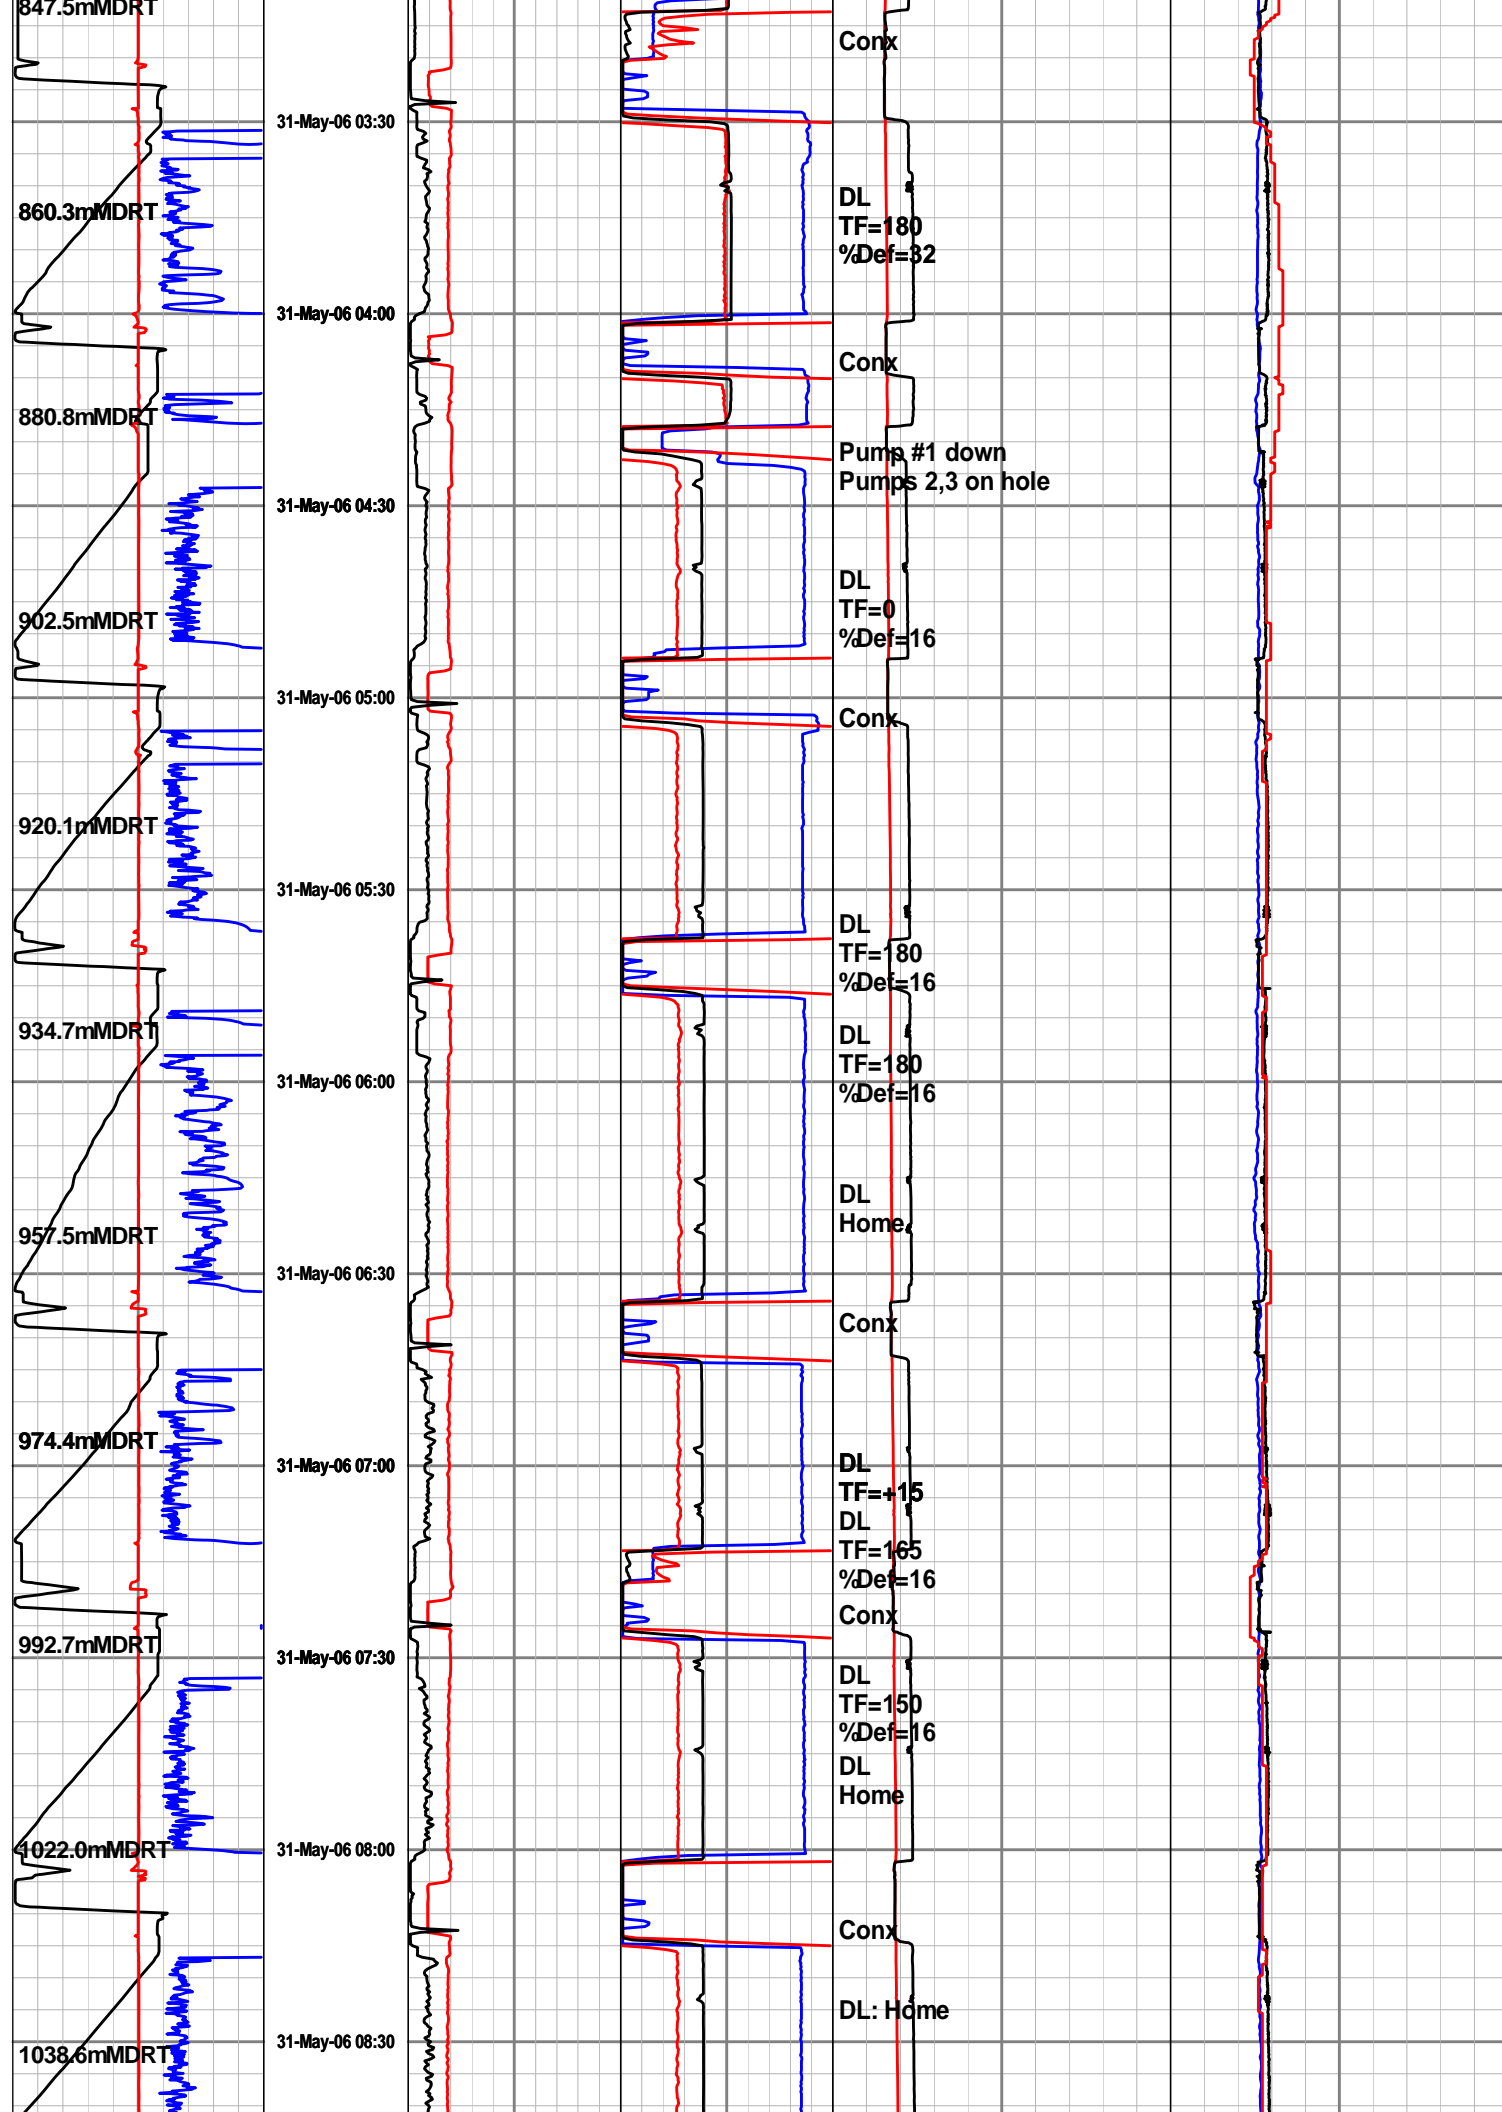 847.5mMDRT
Conx
31-May-06 03:30
DL
860.3mMDRT
TF=180
%Def=32
31-May-06 04:00
Conx
880.8mMDRT
Pump #1 down
Pumps 2,3 on hole
31-May-06 04:30
DL
TF=0
902.5mMDRT
%Def=16
31-May-06 05:00
Conx
920.1mMDRT
31-May-06 05:30
DL
TF=180
%Def=16
934.7mMDRT
DL
TF=180
31-May-06 06:00
%Def=16
DL
Home
957.5mMDRT
31-May-06 06:30
Conx
974.4mMDRT
31-May-06 07:00
DL
TF=+15
DL
TF=165
%Def=16
Conx
992.7mMDRT
31-May-06 07:30
DL
TF=150
%Def=16
DL
Home
1022.0mMDRT
31-May-06 08:00
Conx
DL: Home
31-May-06 08:30
1038.6mMDRT